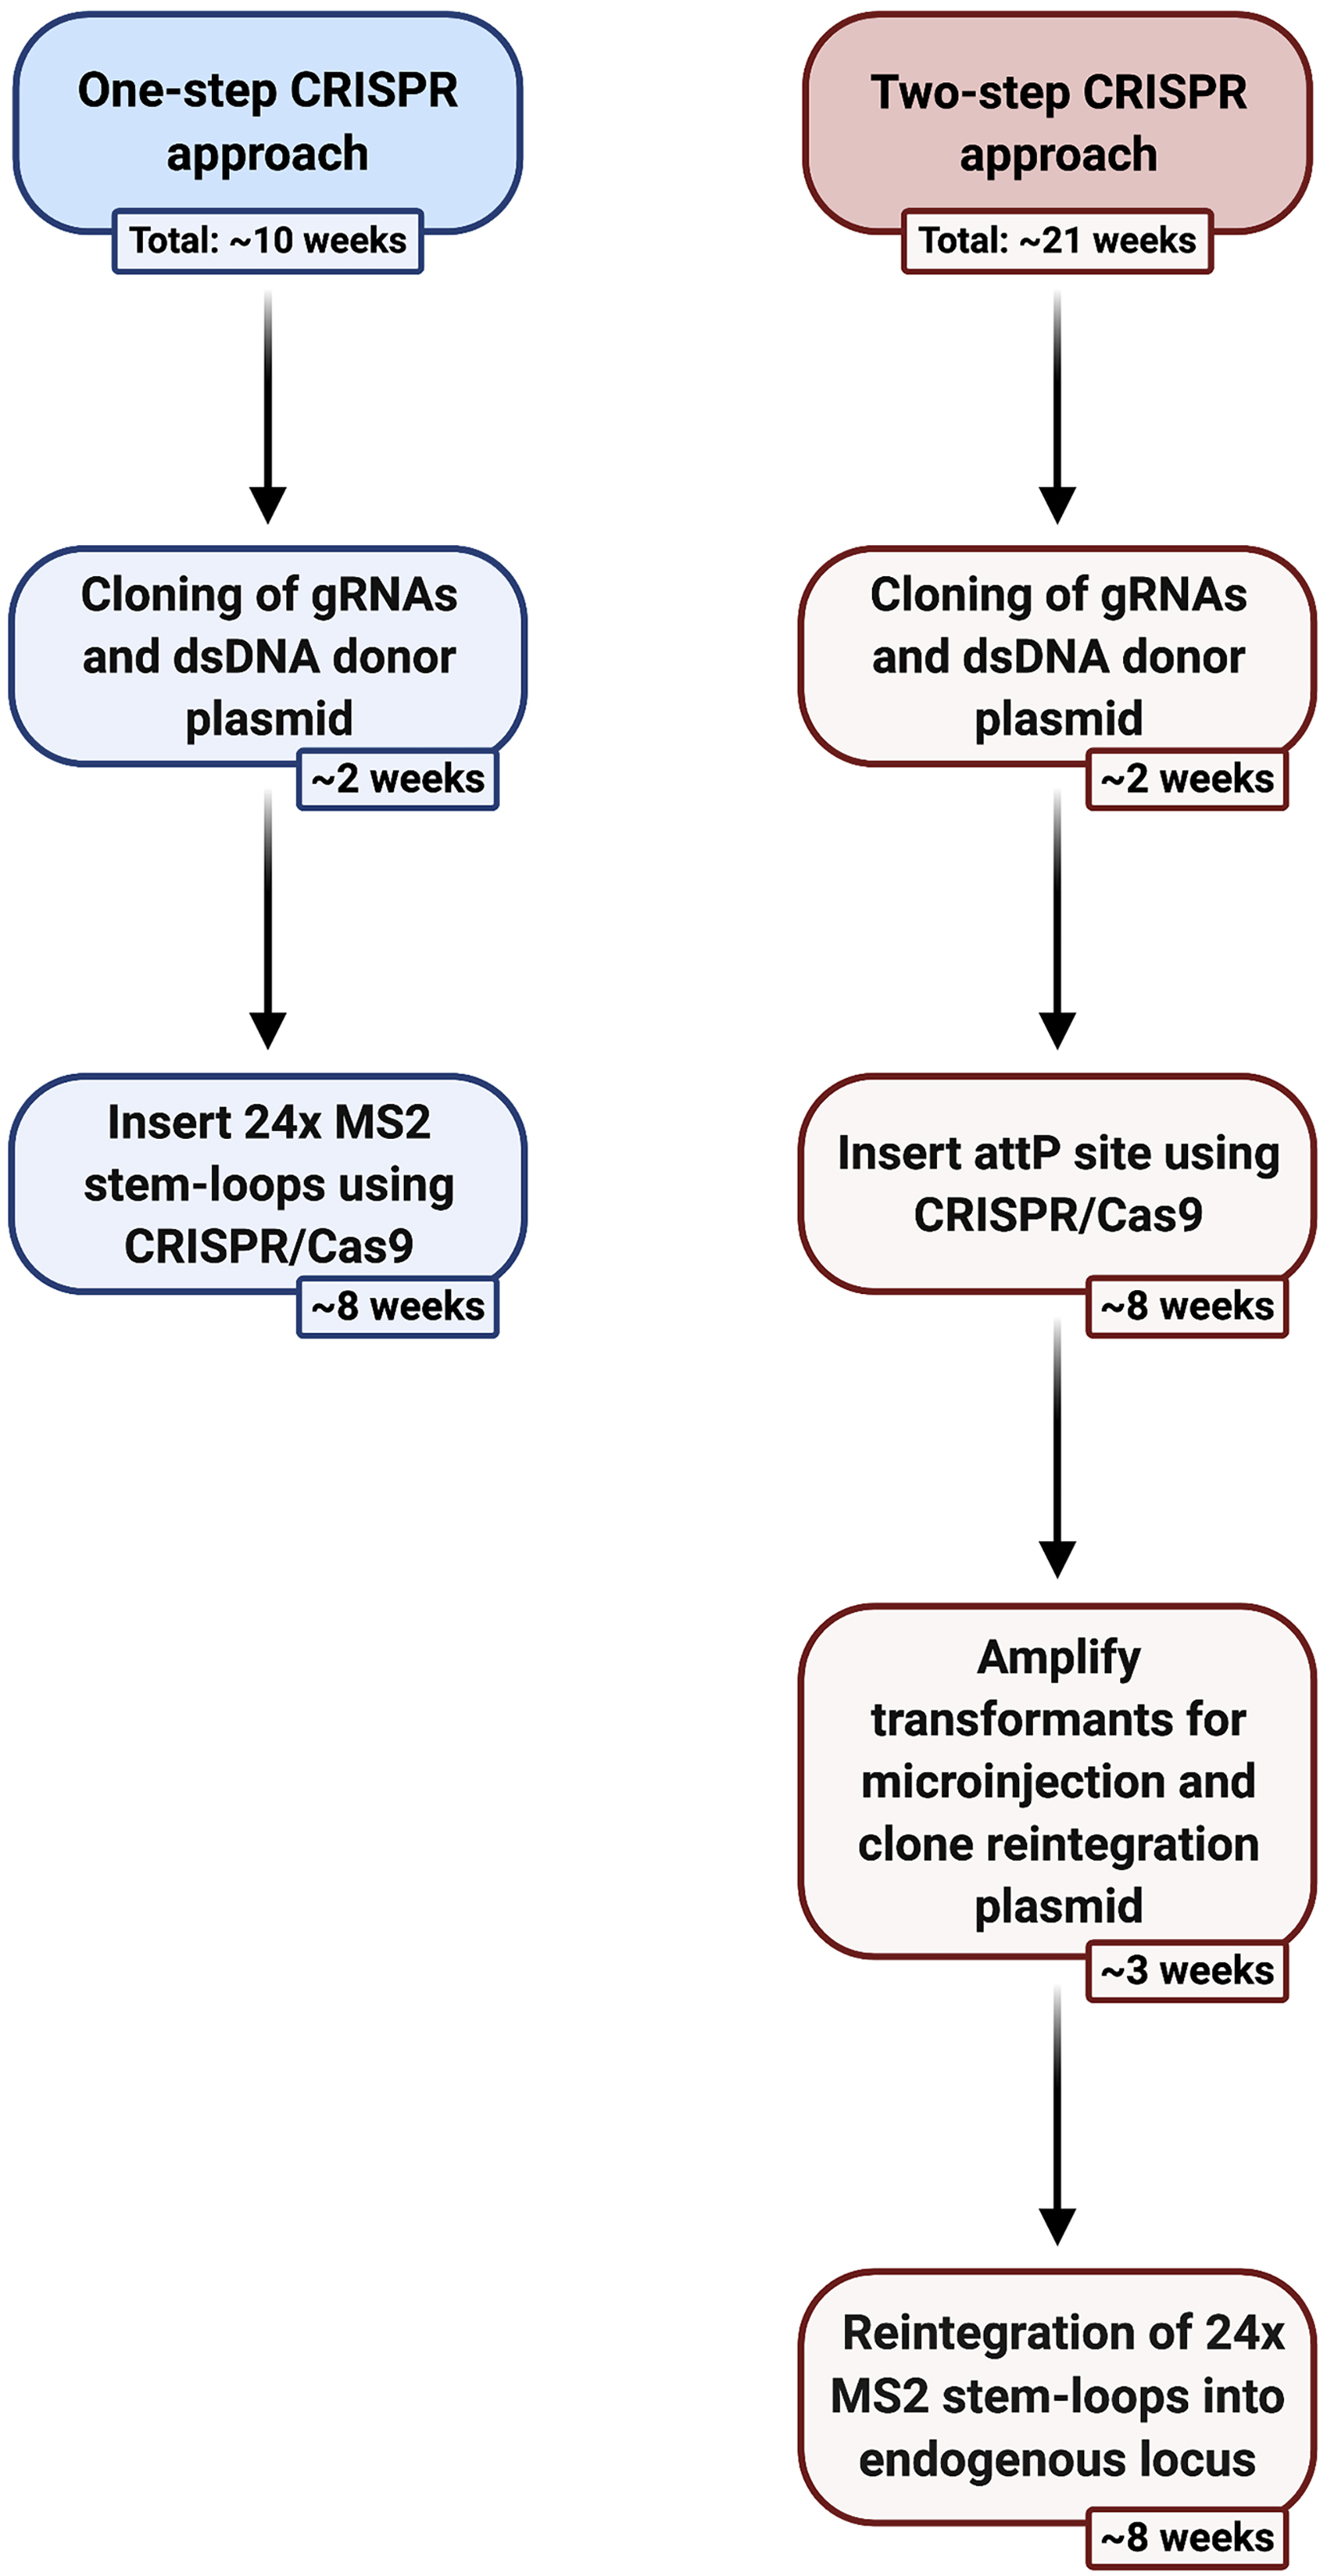 One-step CRISPR
approach
Total: ~10 weeks
Cloning of gRNAs
and dsDNA donor
plasmid
~2 weeks
Insert 24x MS2
stem-loops using
CRISPR/Cas9
~8 weeks
Two-step CRISPR
approach
Total: ~21 weeks
Cloning of gRNAs
and dsDNA donor
plasmid
~2 weeks
Insert attP site using
CRISPR/Cas9
~8 weeks
Amplify
transformants for
microinjection and
clone reintegration
plasmid
~3 weeks
Reintegration of 24x
MS2 stem-loops into
endogenous locus
~8 weeks